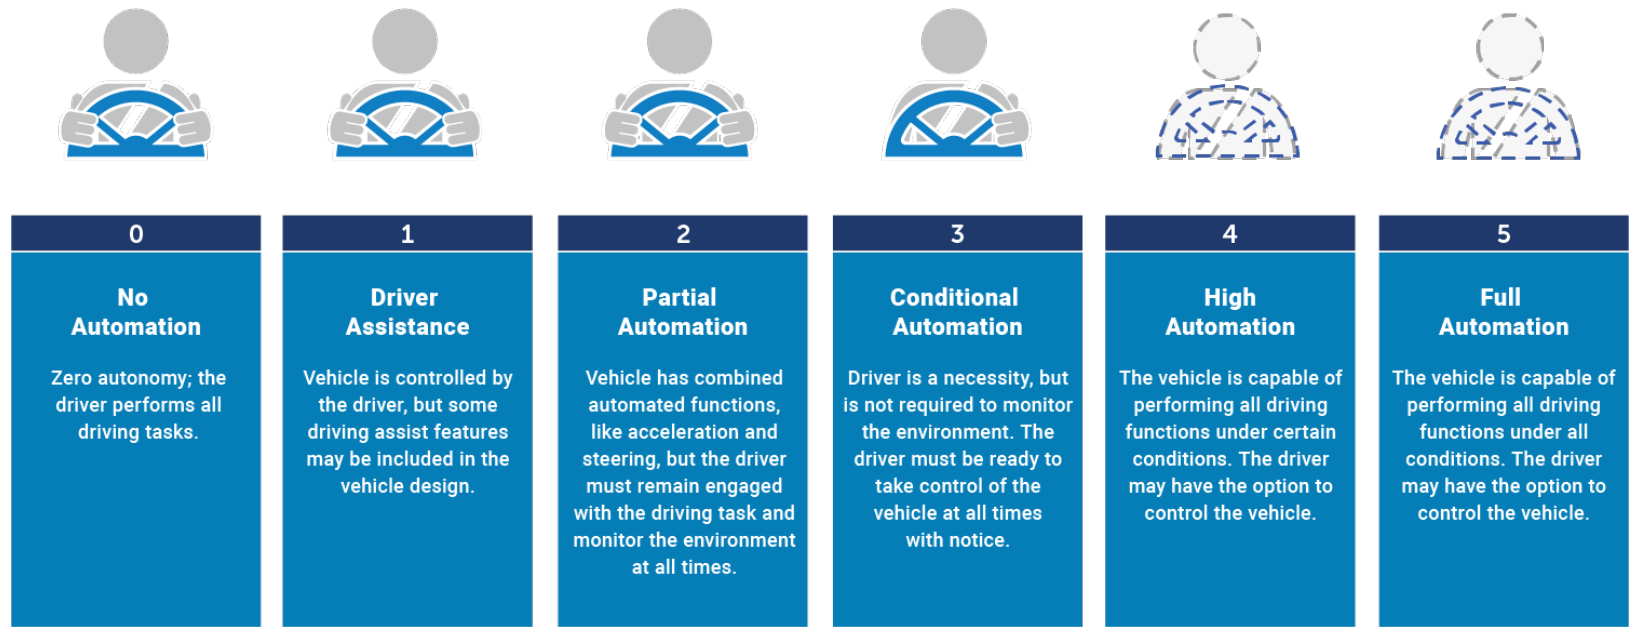 0
No
Automation
Zero autonomy; the
driver performs all
driving tasks.
1
Driver
Assistance
Vehicle is controlled by
the driver, but some
driving assist features
may be included in the
vehicle design.
2
Partial
Automation
Vehicle has combined
automated functions,
like acceleration and
steering, but the driver
must remain engaged
with the driving task and
monitor the environment
at all times.
3
Conditional
Automation
Driver is a necessity, but
is not required to monitor
the environment. The
driver must be ready to
take control of the
vehicle at all times
with notice.
4
High
Automation
The vehicle is capable of
performing all driving
functions under certain
conditions. The driver
may have the option to
control the vehicle.
5
Full
Automation
The vehicle is capable of
performing all driving
functions under all
conditions. The driver
may have the option to
control the vehicle.